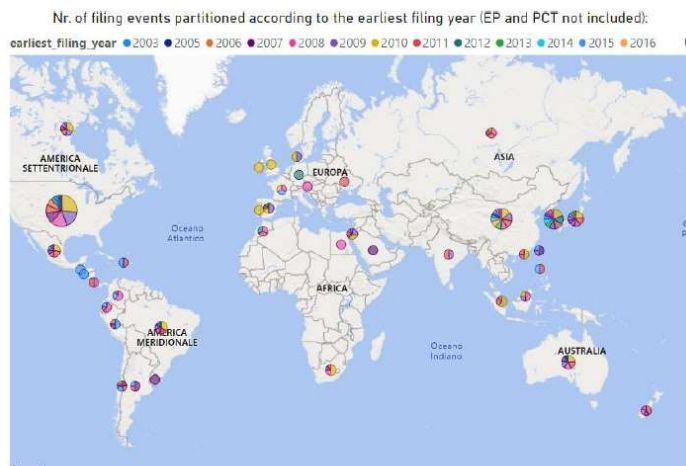 Nr. of filing events partitioned according to the earliest filing year (EP and PCT not included):
earliest_filing_year 2003 2005 2006 2007 2008 2009 2010 2011 2012 2013 2014 2015 2016
AMERICA
SETTENTRIONALE
EUROPA
ASIA
Oceano
Atlantico
AFRICA
AMERICA
MERIDIONALE
Oceano
Indiano
AUSTRALIA